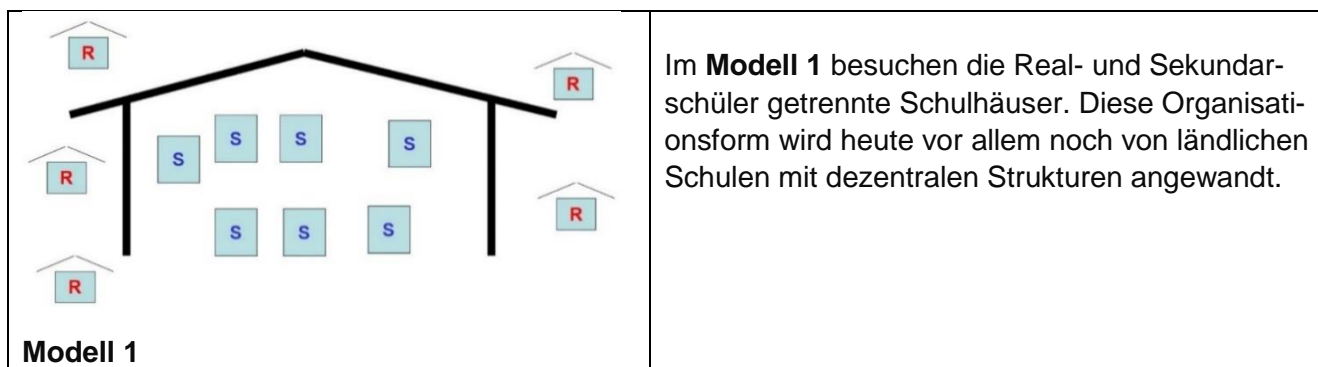 R
R
S
S
S
S
R
R
S
S
S
R
Modell 1
Im Modell 1 besuchen die Real- und Sekundar-
schüler getrennte Schulhäuser. Diese Organisati-
onsform wird heute vor allem noch von ländlichen
Schulen mit dezentralen Strukturen angewandt.